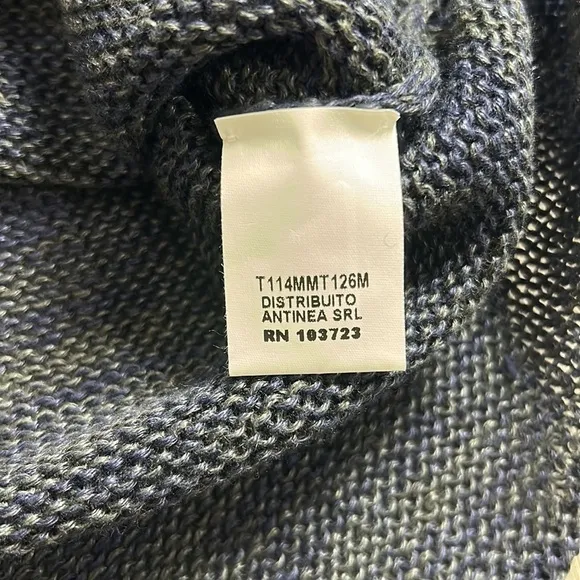 T114MMT126M
DISTRIBUITO
ANTINEA SRL
RN 103723